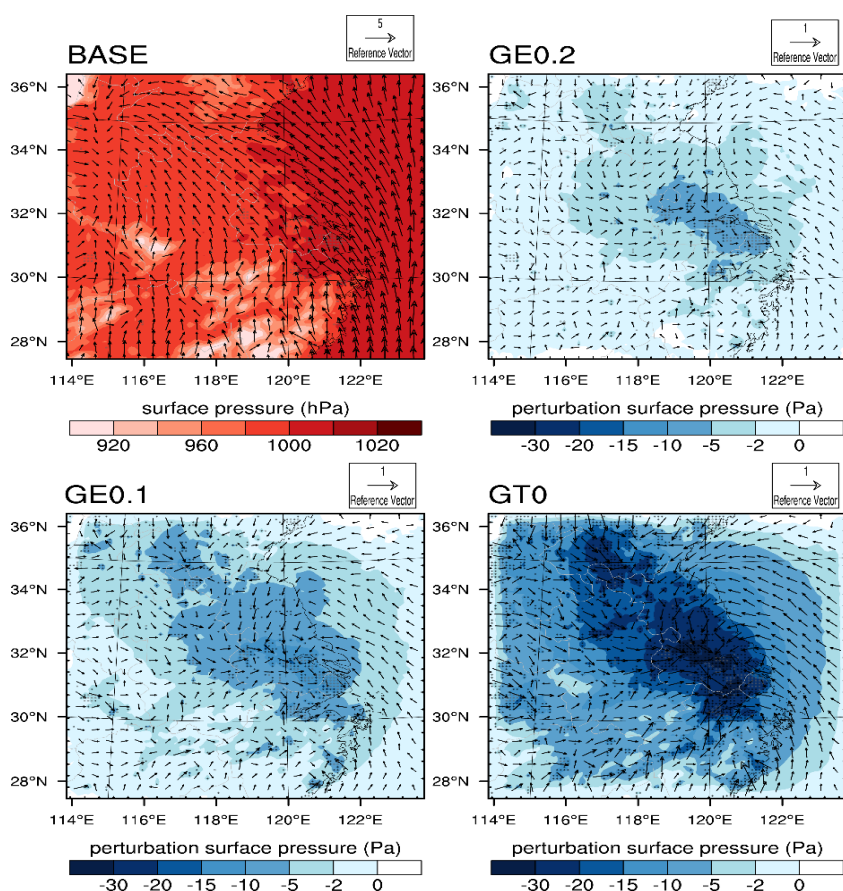 5
Reference Vector
BASE
36°N
34°N
32°N
30°N
28°N
114°E 116°E 118°E 120°E 122°E
surface pressure (hPa)
920 960 1000 1020
1
Reference Vector
GE0.2
36°N
34°N
32°N
30°N
28°N
114°E 116°E 118°E 120°E 122°E
perturbation surface pressure (Pa)
-30 -20 -15 -10 -5 -2 0
1
Reference Vector
GE0.1
36°N
34°N
32°N
30°N
28°N
114°E 116°E 118°E 120°E 122°E
perturbation surface pressure (Pa)
-30 -20 -15 -10 -5 -2 0
1
Reference Vector
GT0
36°N
34°N
32°N
30°N
28°N
114°E 116°E 118°E 120°E 122°E
perturbation surface pressure (Pa)
-30 -20 -15 -10 -5 -2 0